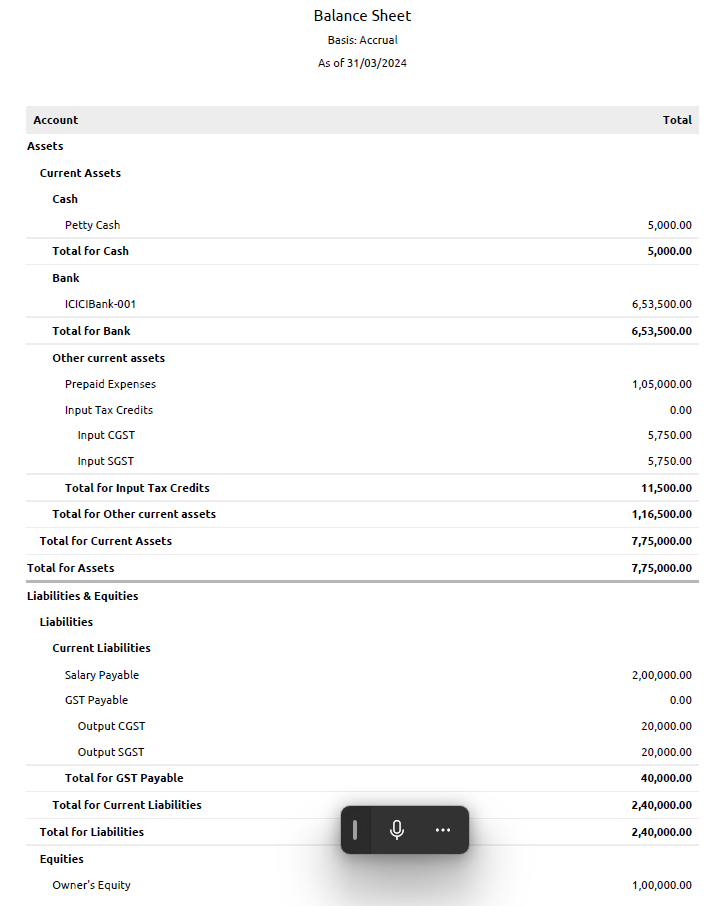 Balance Sheet
Basis: Accrual
As of 31/03/2024
Account Total
Assets
Current Assets
Cash
Petty Cash 5,000.00
Total for Cash 5,000.00
Bank
ICICIBank-001 6,53,500.00
Total for Bank 6,53,500.00
Other current assets
Prepaid Expenses 1,05,000.00
Input Tax Credits 0.00
Input CGST 5,750.00
Input SGST 5,750.00
Total for Input Tax Credits 11,500.00
Total for Other current assets 1,16,500.00
Total for Current Assets 7,75,000.00
Total for Assets 7,75,000.00
Liabilities & Equities
Liabilities
Current Liabilities
Salary Payable 2,00,000.00
GST Payable 0.00
Output CGST 20,000.00
Output SGST 20,000.00
Total for GST Payable 40,000.00
Total for Current Liabilities 2,40,000.00
Total for Liabilities 2,40,000.00
Equities
Owner's Equity 1,00,000.00